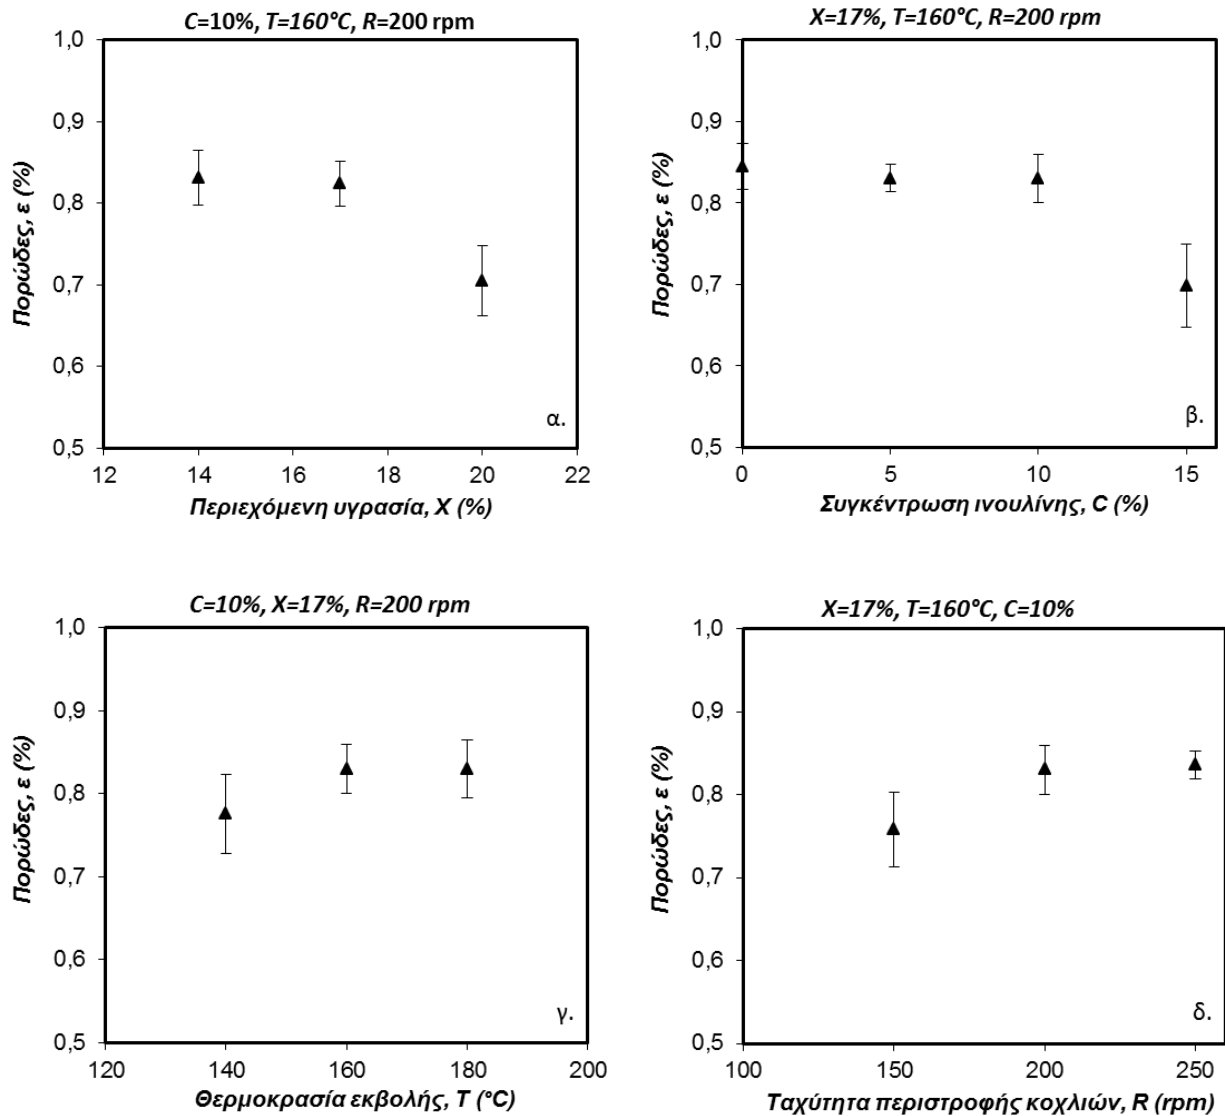 C=10%, T=160°C, R=200 rpm
1,0
0,9
0,8
0,7
0,6
0,5
Πορώδες, ε (%)
α.
12 14 16 18 20 22
Περιεχόμενη υγρασία, X (%)
X=17%, T=160°C, R=200 rpm
1,0
0,9
0,8
0,7
0,6
0,5
Πορώδες, ε (%)
β.
0 5 10 15
Συγκέντρωση ινουλίνης, C (%)
C=10%, X=17%, R=200 rpm
1,0
0,9
0,8
0,7
0,6
0,5
Πορώδες, ε (%)
γ.
120 140 160 180 200
Θερμοκρασία εκβολής, T (°C)
X=17%, T=160°C, C=10%
1,0
0,9
0,8
0,7
0,6
0,5
Πορώδες, ε (%)
δ.
100 150 200 250
Ταχύτητα περιστροφής κοχλιών, R (rpm)